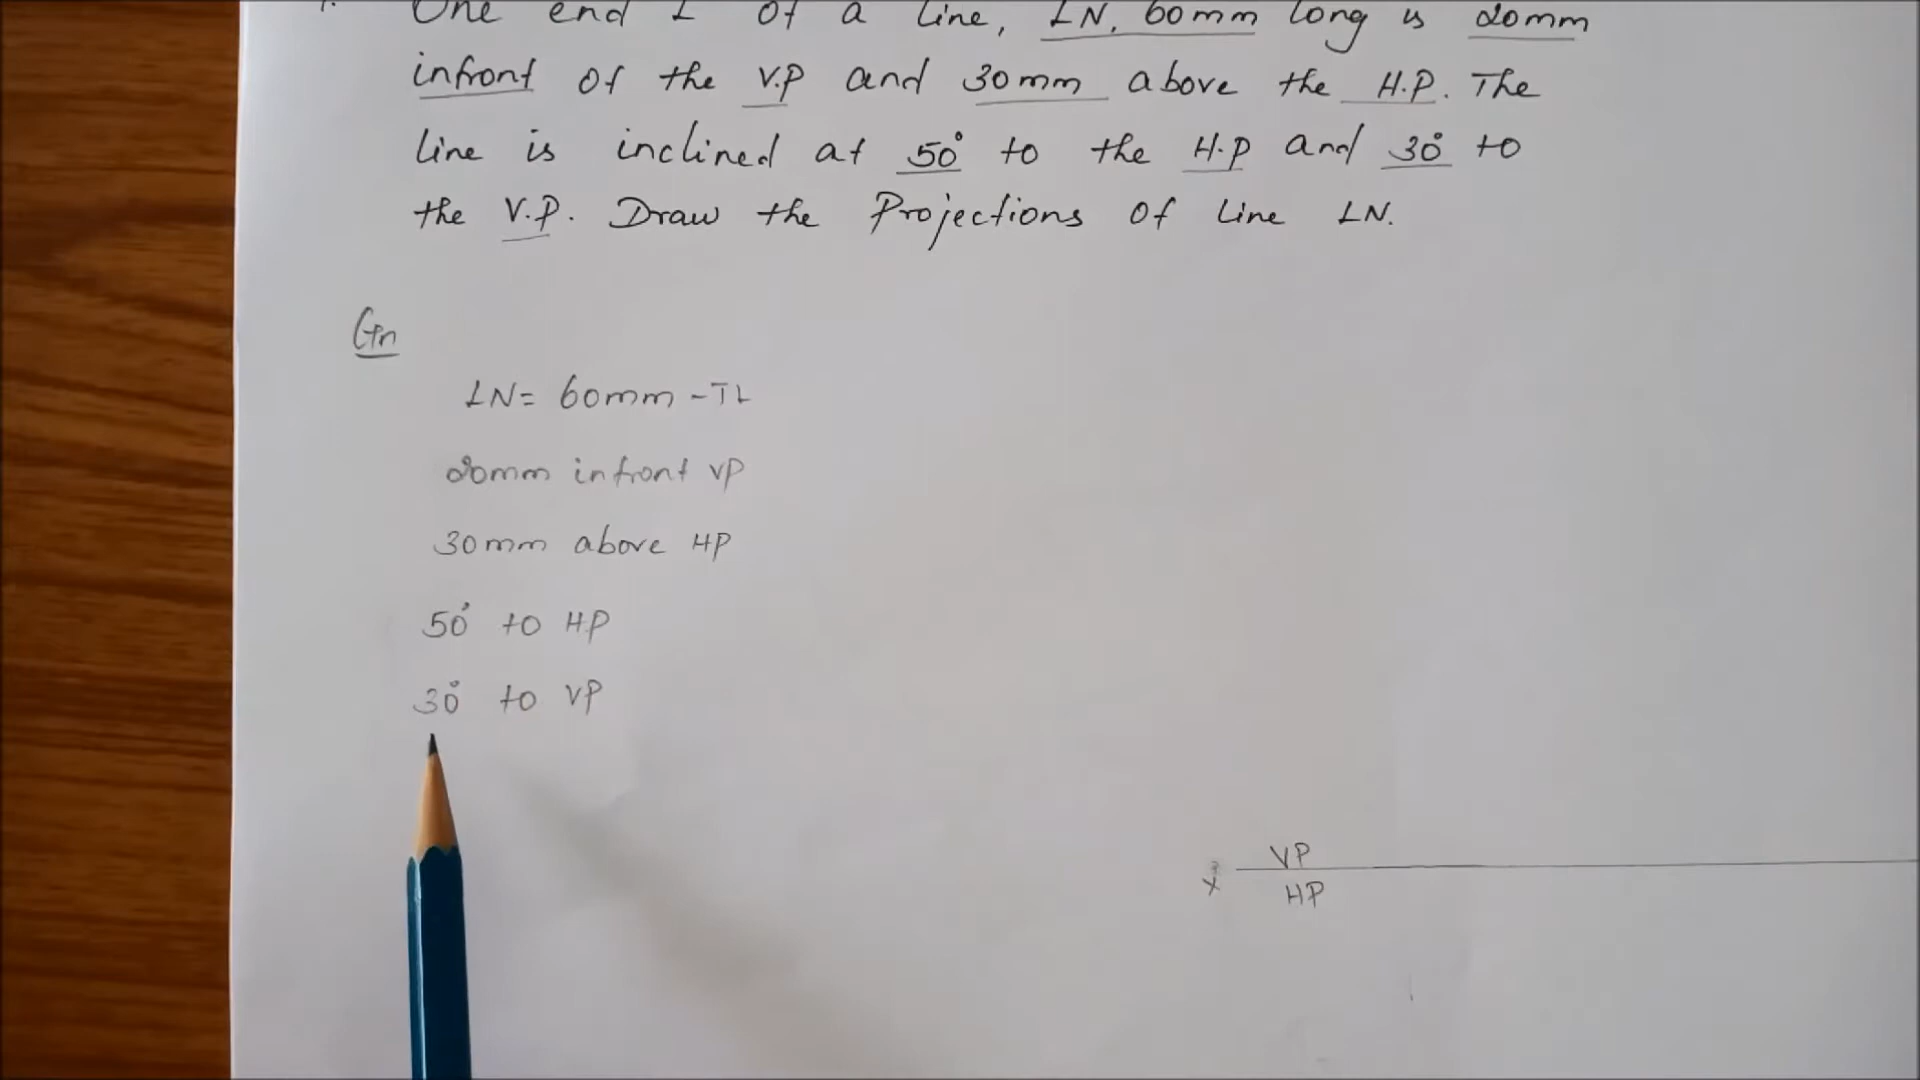 One end L of a line, LN, 60mm long is 20mm
infront of the V.P and 30mm above the H.P. The
line is inclined at 50° to the H.P and 30° to
the V.P. Draw the Projections of line LN.
Gn
LN= 60mm -TL
20mm infront VP
30mm above HP
50° to H.P
30° to VP
VP
X
HP